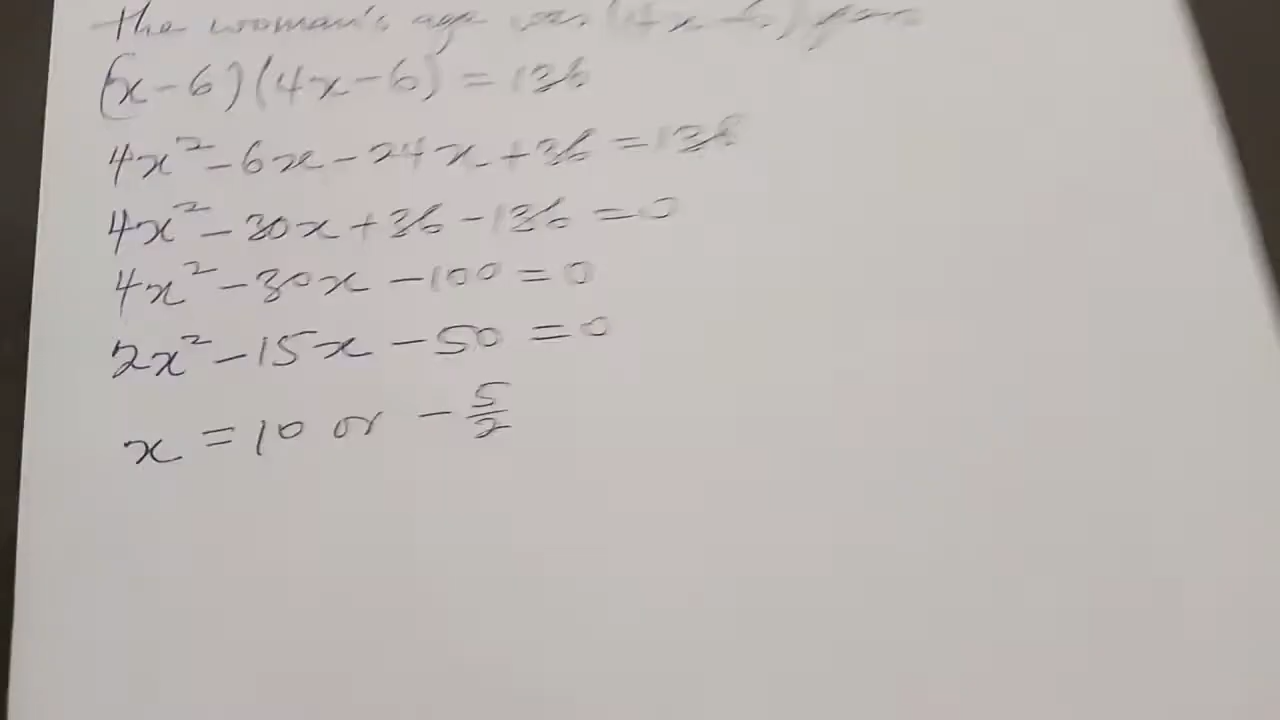 the woman's age was (4x-6) years
(x-6)(4x-6) = 136
4x² - 6x - 24x + 36 = 136
4x² - 30x + 36 - 136 = 0
4x² - 30x - 100 = 0
2x² - 15x - 50 = 0
x = 10 or - 5/2